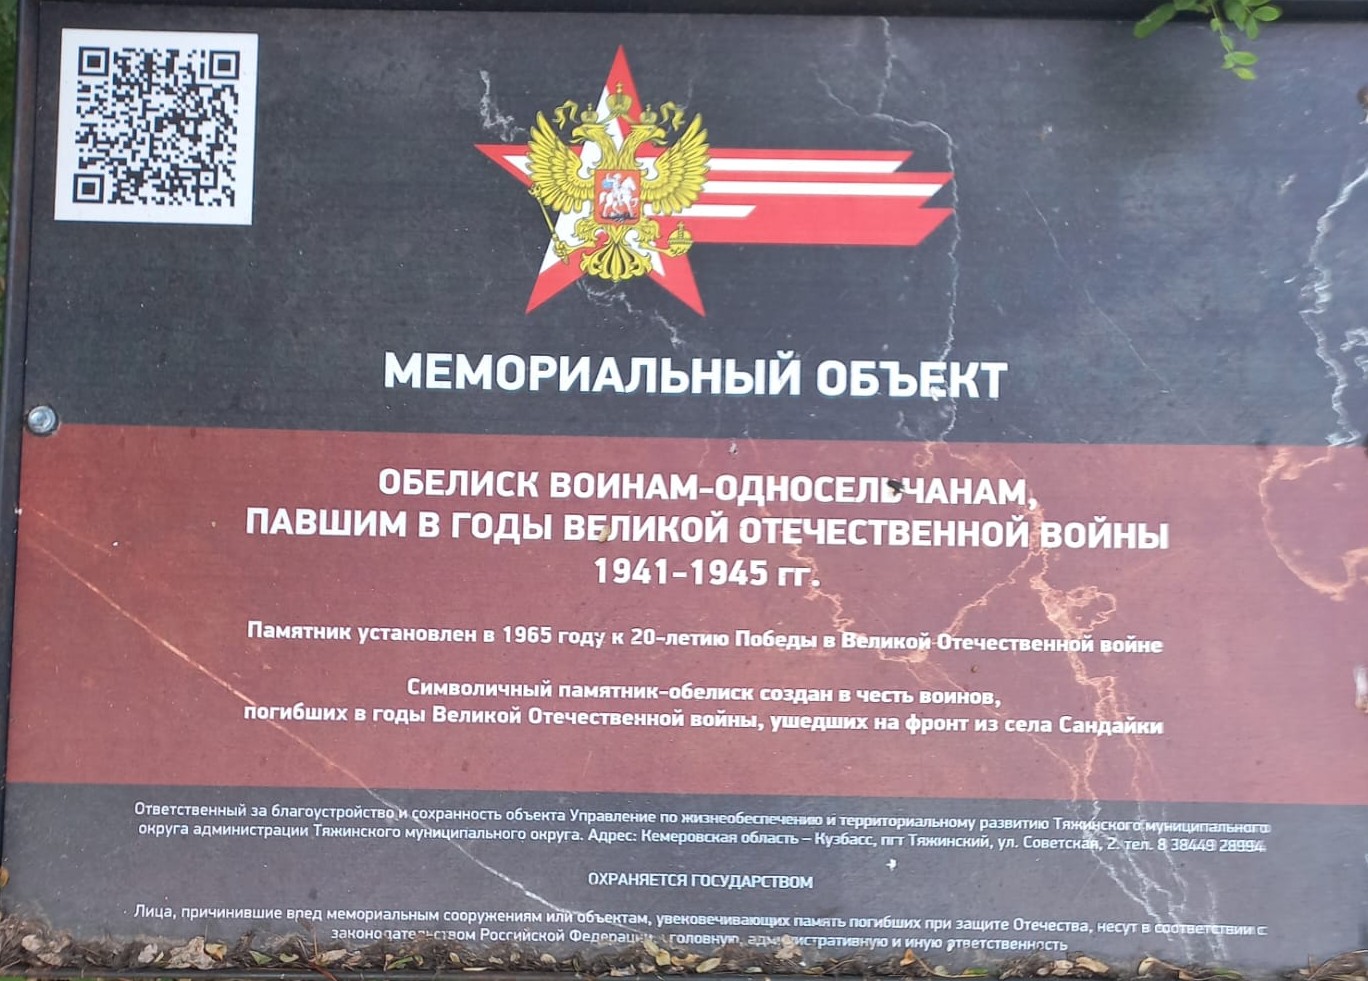 МЕМОРИАЛЬНЫЙ ОБЪЕКТ
ОБЕЛИСК ВОИНАМ-ОДНОСЕЛЬЧАНАМ,
ПАВШИМ В ГОДЫ ВЕЛИКОЙ ОТЕЧЕСТВЕННОЙ ВОЙНЫ
1941-1945 гг.
Памятник установлен в 1965 году к 20-летию Победы в Великой Отечественной войне
Символичный памятник-обелиск создан в честь воинов,
погибших в годы Великой Отечественной войны, ушедших на фронт из села Сандайки
Ответственный за благоустройство и сохранность объекта Управление по жизнеобеспечению и территориальному развитию Тяжинского муниципального
округа администрации Тяжинского муниципального округа. Адрес: Кемеровская область – Кузбасс, пгт Тяжинский, ул. Советская, 2. тел. 8 38449 28994
ОХРАНЯЕТСЯ ГОСУДАРСТВОМ
Лица, причинившие вред мемориальным сооружениям или объектам, увековечивающих память погибших при защите Отечества, несут в соответствии с
законодательством Российской Федерации уголовную, административную и иную ответственность